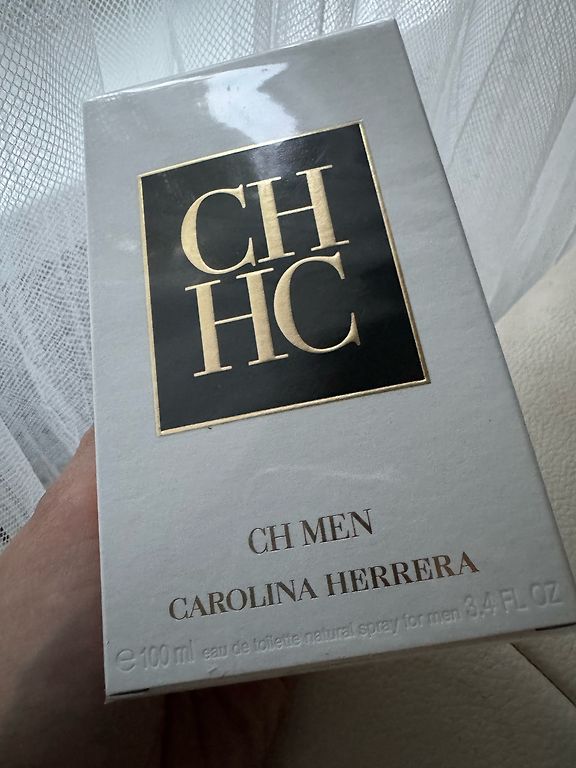 CH
HC
CH MEN
CAROLINA HERRERA
℮ 100 ml eau de toilette natural spray for men 3,4 FL OZ